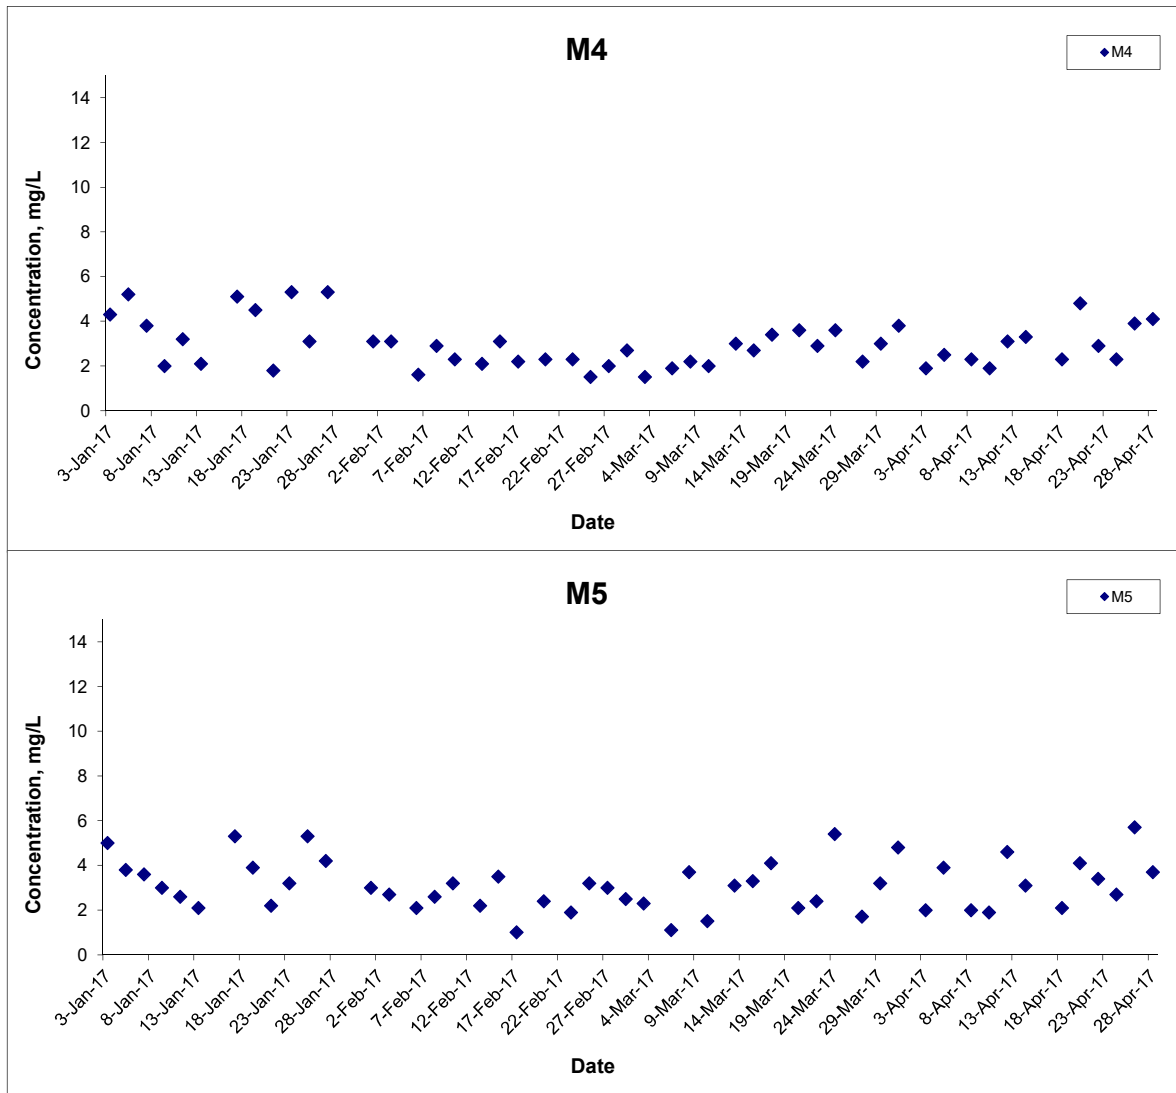 M4
M4
Concentration, mg/L
14
12
10
8
6
4
2
0
3-Jan-17
8-Jan-17
13-Jan-17
18-Jan-17
23-Jan-17
28-Jan-17
2-Feb-17
7-Feb-17
12-Feb-17
17-Feb-17
22-Feb-17
27-Feb-17
4-Mar-17
9-Mar-17
14-Mar-17
19-Mar-17
24-Mar-17
29-Mar-17
3-Apr-17
8-Apr-17
13-Apr-17
18-Apr-17
23-Apr-17
28-Apr-17
Date
M5
M5
Concentration, mg/L
14
12
10
8
6
4
2
0
3-Jan-17
8-Jan-17
13-Jan-17
18-Jan-17
23-Jan-17
28-Jan-17
2-Feb-17
7-Feb-17
12-Feb-17
17-Feb-17
22-Feb-17
27-Feb-17
4-Mar-17
9-Mar-17
14-Mar-17
19-Mar-17
24-Mar-17
29-Mar-17
3-Apr-17
8-Apr-17
13-Apr-17
18-Apr-17
23-Apr-17
28-Apr-17
Date